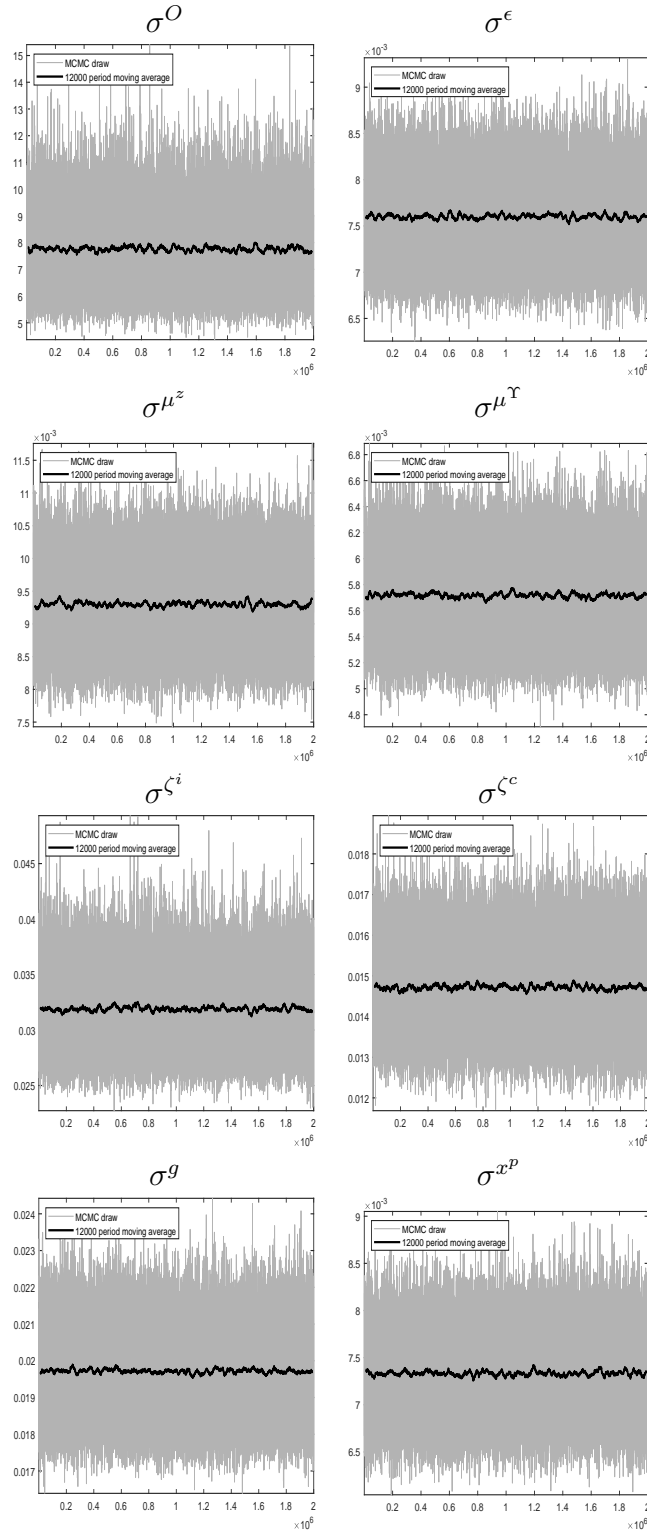 σ^O
15
14
13
12
11
10
9
8
7
6
5
MCMC draw
12000 period moving average
0.2 0.4 0.6 0.8 1 1.2 1.4 1.6 1.8 2
×10^6
σ^ϵ
×10^-3
9
8.5
8
7.5
7
6.5
MCMC draw
12000 period moving average
0.2 0.4 0.6 0.8 1 1.2 1.4 1.6 1.8 2
×10^6
σ^{μ^z}
×10^-3
11.5
11
10.5
10
9.5
9
8.5
8
7.5
MCMC draw
12000 period moving average
0.2 0.4 0.6 0.8 1 1.2 1.4 1.6 1.8 2
×10^6
σ^{μ^Υ}
×10^-3
6.8
6.6
6.4
6.2
6
5.8
5.6
5.4
5.2
5
4.8
MCMC draw
12000 period moving average
0.2 0.4 0.6 0.8 1 1.2 1.4 1.6 1.8 2
×10^6
σ^{ζ^i}
0.045
0.04
0.035
0.03
0.025
MCMC draw
12000 period moving average
0.2 0.4 0.6 0.8 1 1.2 1.4 1.6 1.8 2
×10^6
σ^{ζ^c}
0.018
0.017
0.016
0.015
0.014
0.013
0.012
MCMC draw
12000 period moving average
0.2 0.4 0.6 0.8 1 1.2 1.4 1.6 1.8 2
×10^6
σ^g
0.024
0.023
0.022
0.021
0.02
0.019
0.018
0.017
MCMC draw
12000 period moving average
0.2 0.4 0.6 0.8 1 1.2 1.4 1.6 1.8 2
×10^6
σ^{x^p}
×10^-3
9
8.5
8
7.5
7
6.5
MCMC draw
12000 period moving average
0.2 0.4 0.6 0.8 1 1.2 1.4 1.6 1.8 2
×10^6